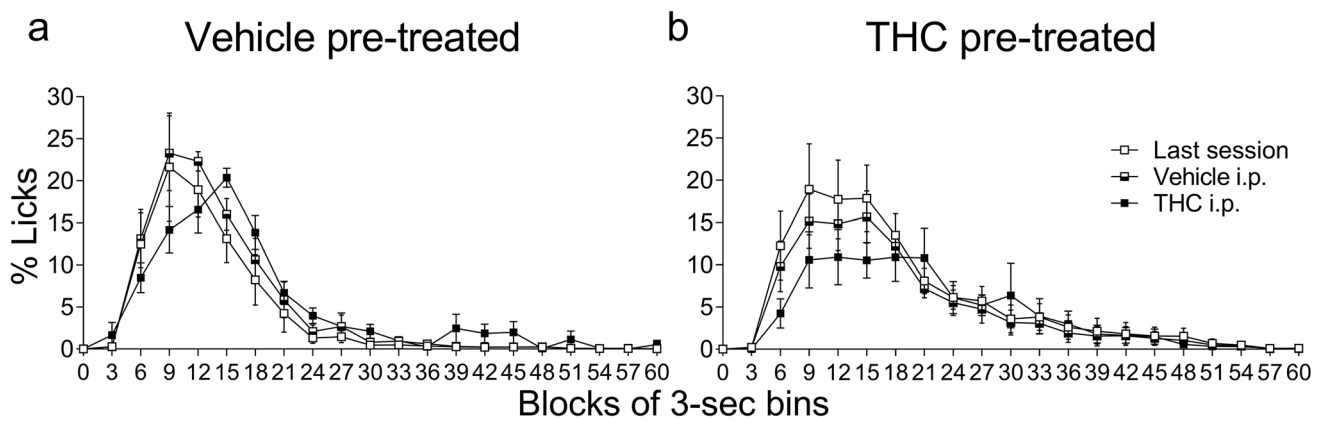 a Vehicle pre-treated
b THC pre-treated
% Licks
30
25
20
15
10
5
0
0 3 6 9 12 15 18 21 24 27 30 33 36 39 42 45 48 51 54 57 60
30
25
20
15
10
5
0
0 3 6 9 12 15 18 21 24 27 30 33 36 39 42 45 48 51 54 57 60
Last session
Vehicle i.p.
THC i.p.
Blocks of 3-sec bins